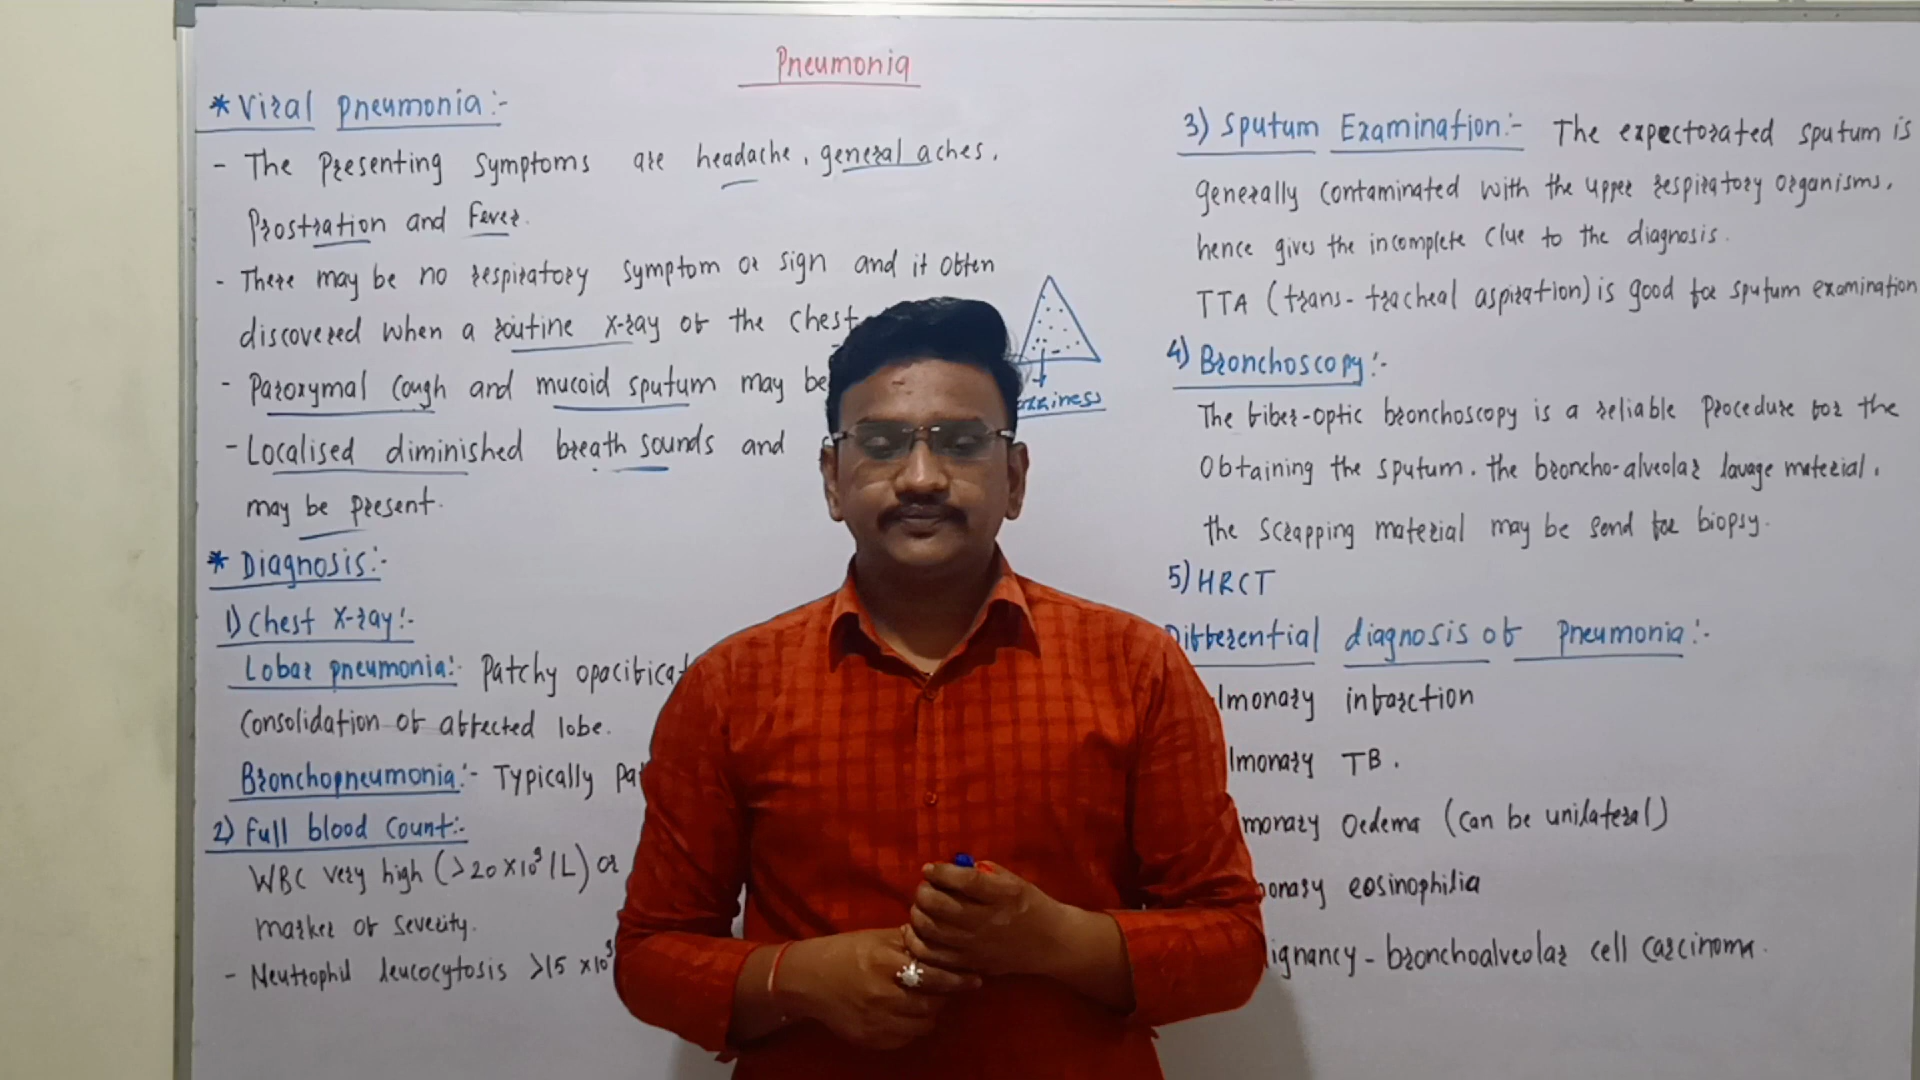 Pneumonia
* Viral pneumonia:-
- The Presenting Symptoms are headache, general aches,
Prostration and fever.
- There may be no respiratory symptom or sign and it often
discovered when a routine X-ray of the chest
- Paroxymal Cough and mucoid sputum may be
- Localised diminished breath sounds and
may be present.
* Diagnosis:-
1) Chest X-ray:-
Lobar pneumonia:- Patchy
Consolidation of affected lobe.
Bronchopneumonia:- Typically
2) Full blood Count:-
WBC very high (>20×10⁹/L) or
marker of severity.
- Neutrophil leucocytosis >15 ×10⁹
3) Sputum Examination:- The expectorated sputum is
generally contaminated with the upper respiratory organisms,
hence gives the incomplete clue to the diagnosis.
TTA (trans-tracheal aspiration) is good for sputum examination
4) Bronchoscopy:-
The fiber-optic bronchoscopy is a reliable Procedure for the
Obtaining the sputum. the broncho-alveolar lavage material.
the scrapping material may be send for biopsy.
5) HRCT
Differential diagnosis of Pneumonia:-
infarction
TB.
Oedema (Can be unilateral)
eosinophilia
- bronchoalveolar cell carcinoma.